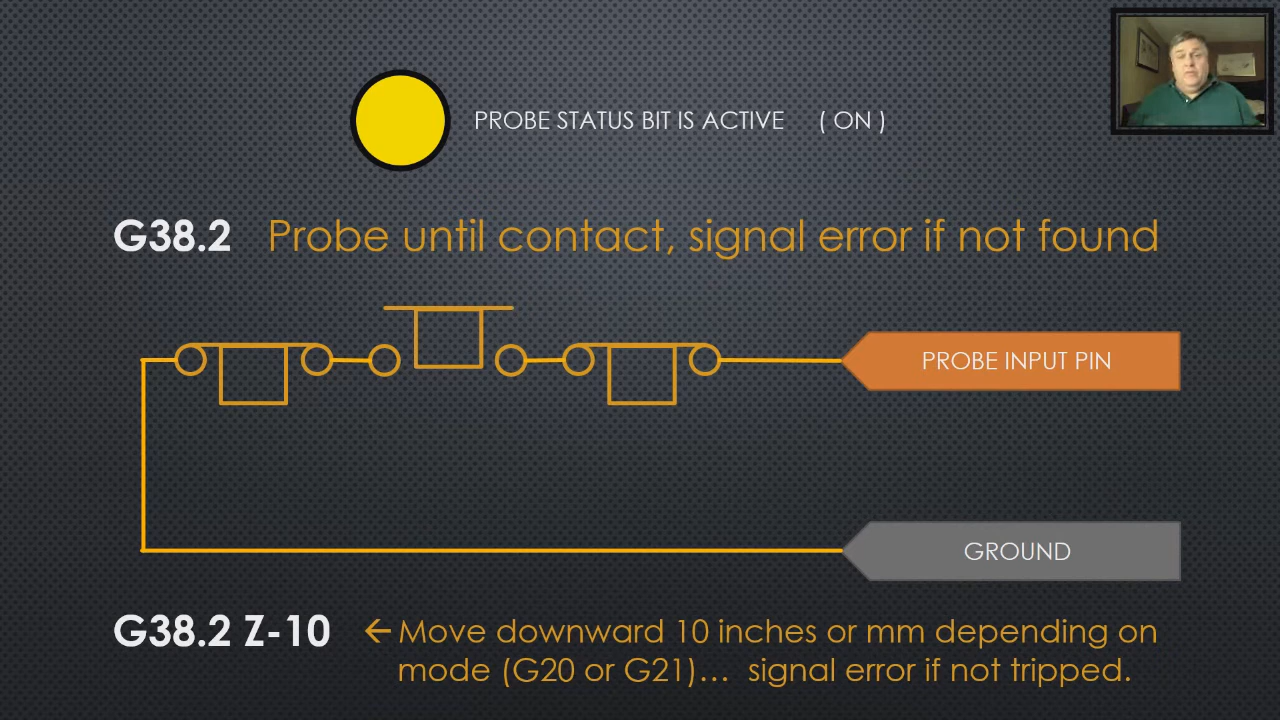 PROBE STATUS BIT IS ACTIVE ( ON )
G38.2 Probe until contact, signal error if not found
PROBE INPUT PIN
GROUND
G38.2 Z-10 ← Move downward 10 inches or mm depending on
mode (G20 or G21)... signal error if not tripped.